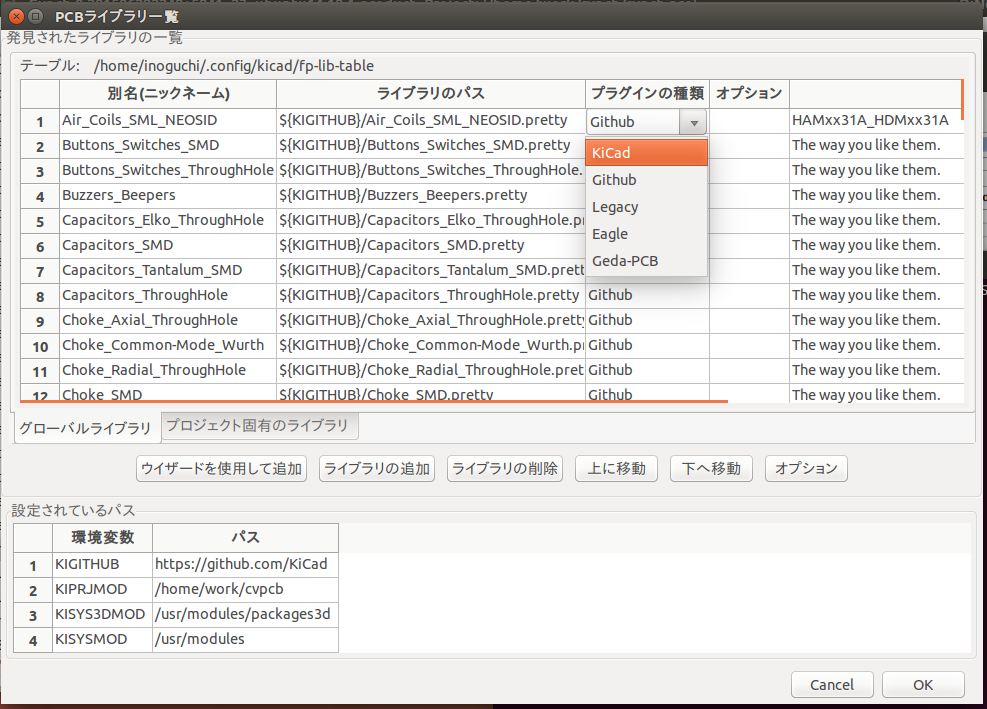 PCBライブラリ一覧
発見されたライブラリの一覧
テーブル: /home/inoguchi/.config/kicad/fp-lib-table
別名(ニックネーム) ライブラリのパス プラグインの種類 オプション
1 Air_Coils_SML_NEOSID ${KIGITHUB}/Air_Coils_SML_NEOSID.pretty Github HAMxx31A_HDMxx31A
2 Buttons_Switches_SMD ${KIGITHUB}/Buttons_Switches_SMD.pretty KiCad The way you like them.
3 Buttons_Switches_ThroughHole ${KIGITHUB}/Buttons_Switches_ThroughHole. Github The way you like them.
4 Buzzers_Beepers ${KIGITHUB}/Buzzers_Beepers.pretty Legacy The way you like them.
5 Capacitors_Elko_ThroughHole ${KIGITHUB}/Capacitors_Elko_ThroughHole.pr Eagle The way you like them.
6 Capacitors_SMD ${KIGITHUB}/Capacitors_SMD.pretty Geda-PCB The way you like them.
7 Capacitors_Tantalum_SMD ${KIGITHUB}/Capacitors_Tantalum_SMD.prett The way you like them.
8 Capacitors_ThroughHole ${KIGITHUB}/Capacitors_ThroughHole.pretty Github The way you like them.
9 Choke_Axial_ThroughHole ${KIGITHUB}/Choke_Axial_ThroughHole.pretty Github The way you like them.
10 Choke_Common-Mode_Wurth ${KIGITHUB}/Choke_Common-Mode_Wurth.pr Github The way you like them.
11 Choke_Radial_ThroughHole ${KIGITHUB}/Choke_Radial_ThroughHole.pret Github The way you like them.
12 Choke_SMD ${KIGITHUB}/Choke_SMD.pretty Github The way you like them.
グローバルライブラリ プロジェクト固有のライブラリ
ウイザードを使用して追加 ライブラリの追加 ライブラリの削除 上に移動 下へ移動 オプション
設定されているパス
環境変数 パス
1 KIGITHUB https://github.com/KiCad
2 KIPRJMOD /home/work/cvpcb
3 KISYS3DMOD /usr/modules/packages3d
4 KISYSMOD /usr/modules
Cancel OK